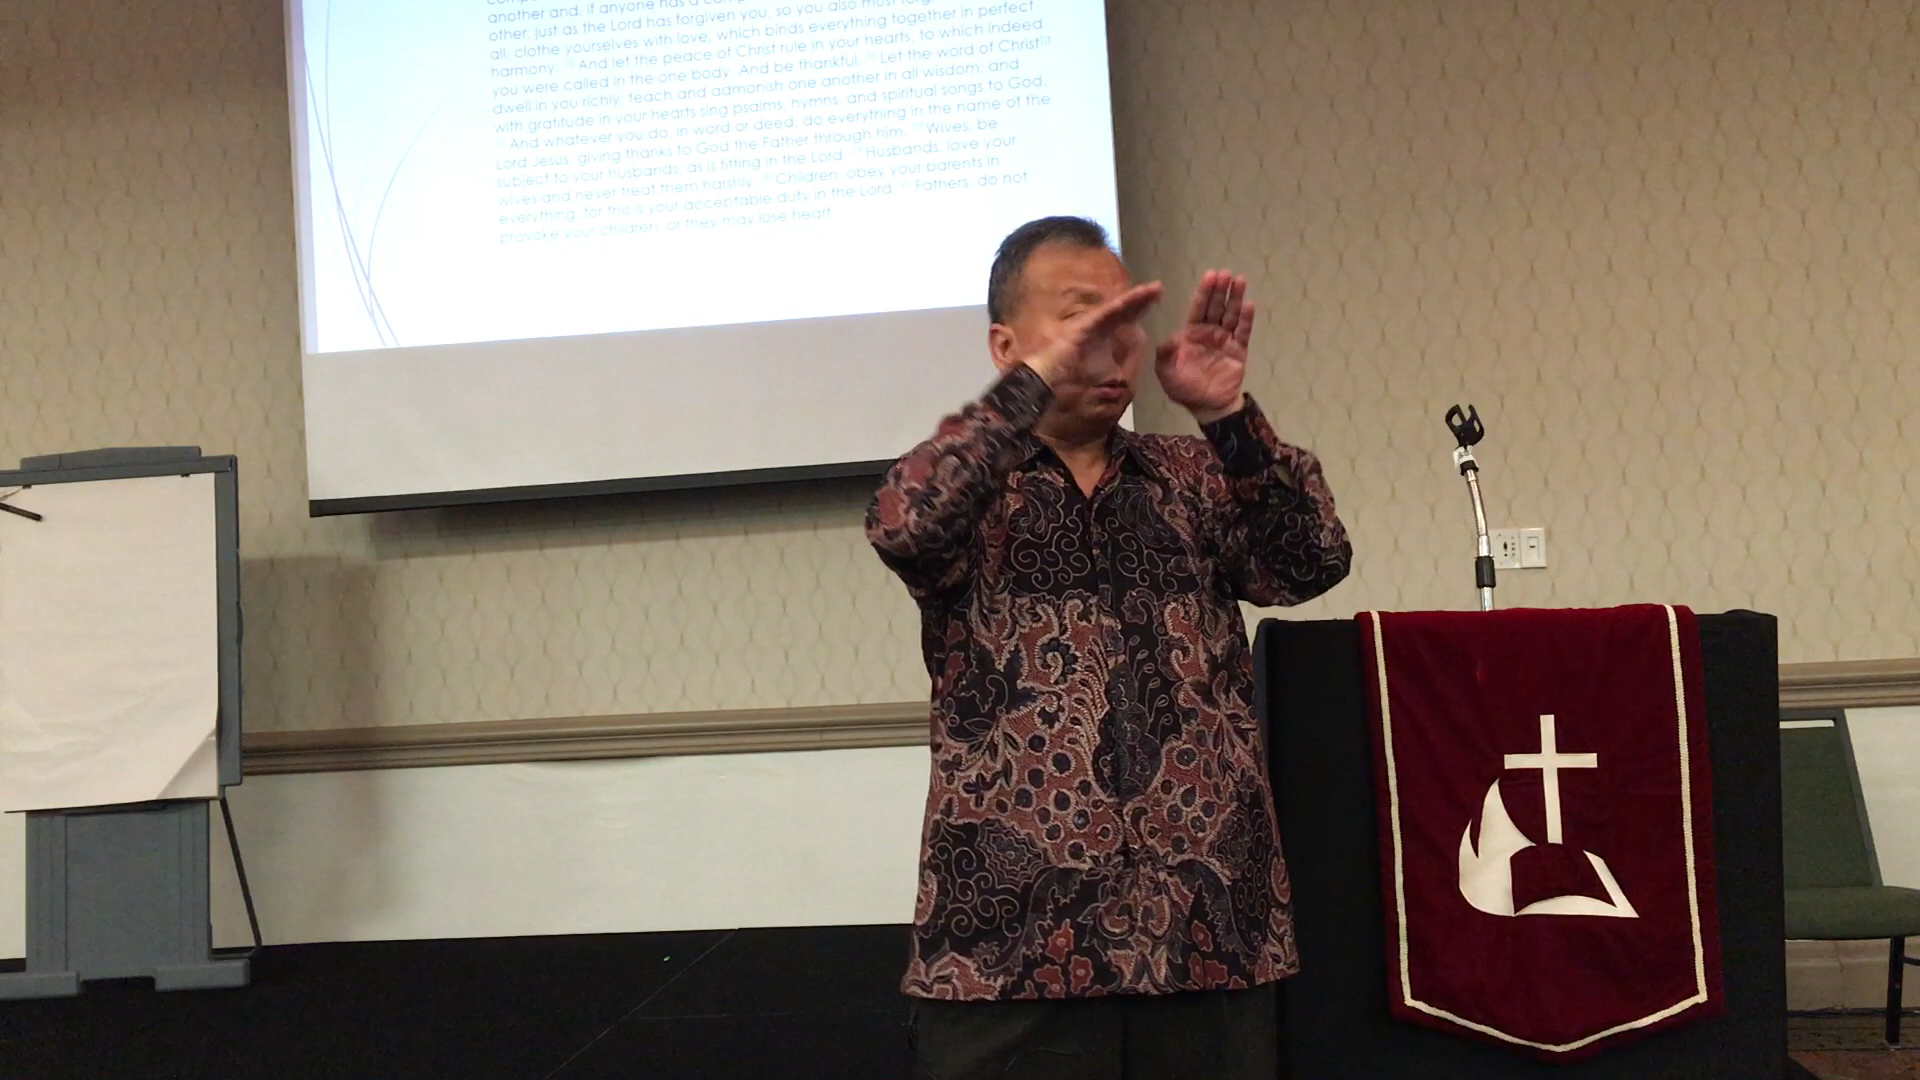 another and, if anyone has a
other; just as the Lord has forgiven you, so you also must
all, clothe yourselves with love, which binds everything together in perfect
harmony. And let the peace of Christ rule in your hearts, to which indeed
you were called in the one body. And be thankful. Let the word of Christ
dwell in you richly; teach and admonish one another in all wisdom; and
with gratitude in your hearts sing psalms, hymns, and spiritual songs to God.
And whatever you do, in word or deed, do everything in the name of the
Lord Jesus, giving thanks to God the Father through him. Wives, be
subject to your husbands, as is fitting in the Lord. Husbands, love your
wives and never treat them harshly. Children, obey your parents in
everything, for this is your acceptable duty in the Lord. Fathers, do not
provoke your children, or they may lose heart.